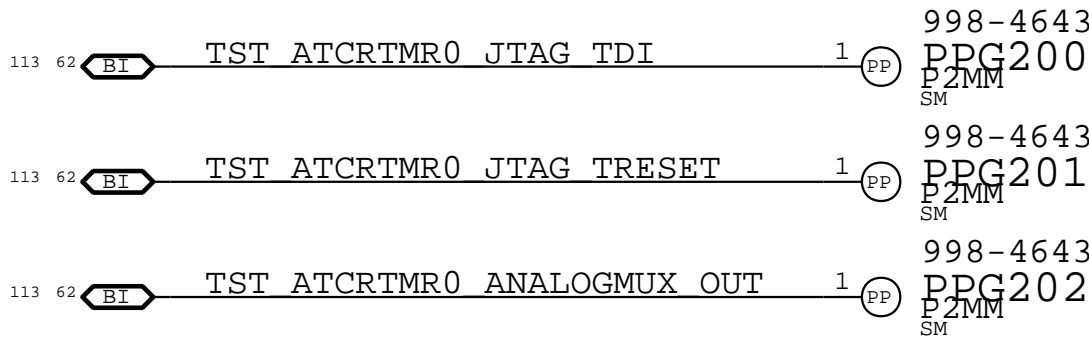 998-4643
113 62 BI TST_ATCRTMR0_JTAG_TDI 1 PP PPG200
P2MM
SM
998-4643
113 62 BI TST_ATCRTMR0_JTAG_TRESET 1 PP PPG201
P2MM
SM
998-4643
113 62 BI TST_ATCRTMR0_ANALOGMUX_OUT 1 PP PPG202
P2MM
SM